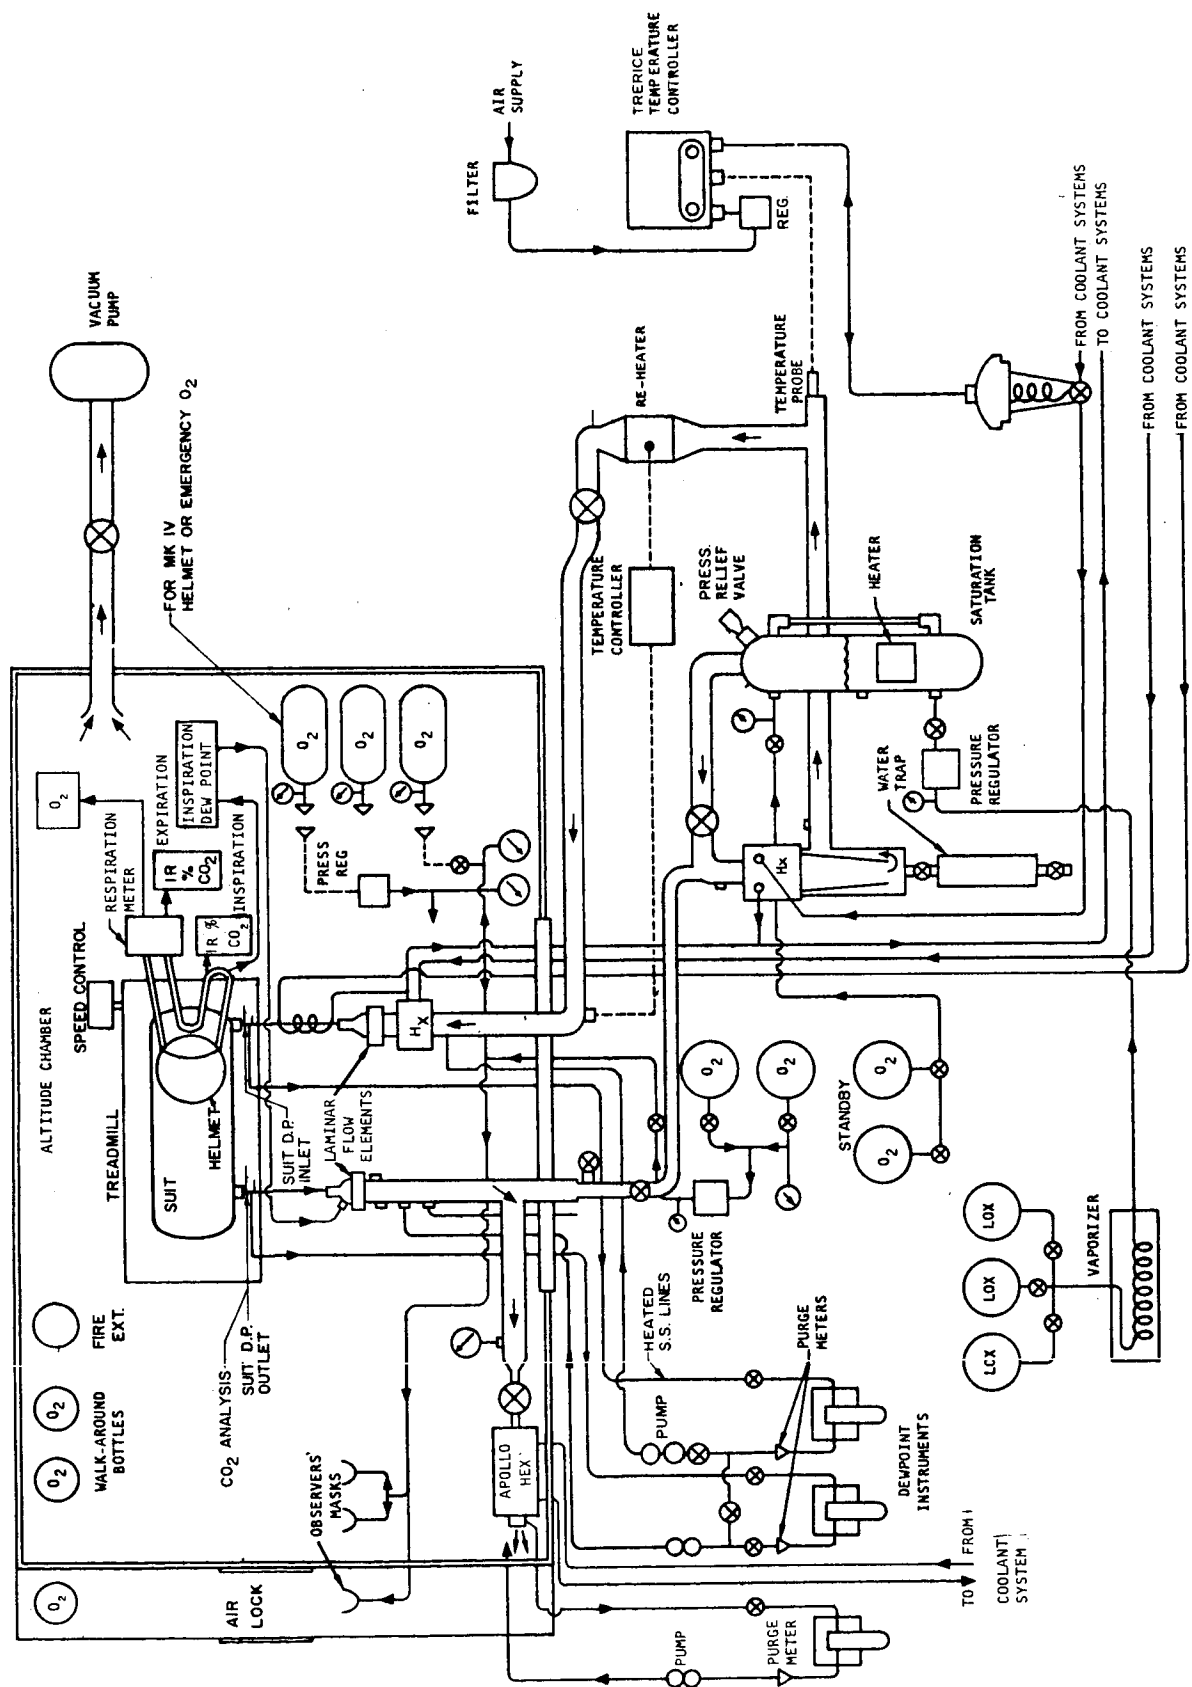 VACUUM
PUMP
FOR MK IV
HELMET OR EMERGENCY O2
AIR
SUPPLY
FILTER
TRERICE
TEMPERATURE
CONTROLLER
REG.
RE-HEATER
TEMPERATURE
PROBE
TEMPERATURE
CONTROLLER
PRESS.
RELIEF
VALVE
HEATER
SATURATION
TANK
PRESSURE
REGULATOR
WATER
TRAP
HX
FROM COOLANT SYSTEMS
TO COOLANT SYSTEMS
FROM COOLANT SYSTEMS
FROM COOLANT SYSTEMS
ALTITUDE CHAMBER
O2
RESPIRATION
METER
EXPIRATION
IR
%
CO2
INSPIRATION
DEW POINT
IR %
CO2
INSPIRATION
SPEED CONTROL
TREADMILL
SUIT
HELMET
SUIT D.P.
INLET
LAMINAR
FLOW
ELEMENTS
HX
O2
O2
O2
PRESS
REG
FIRE
EXT.
O2
O2
WALK-AROUND
BOTTLES
CO2 ANALYSIS
SUIT D.P.
OUTLET
OBSERVERS'
MASKS
O2
AIR
LOCK
APOLLO
HEX
PRESSURE
REGULATOR
O2
O2
STANDBY
O2
O2
HEATED
S.S. LINES
PUMP
PURGE
METERS
DEWPOINT
INSTRUMENTS
LOX
LOX
LCX
VAPORIZER
TO
FROM
COOLANT
SYSTEM
PUMP
PURGE
METER